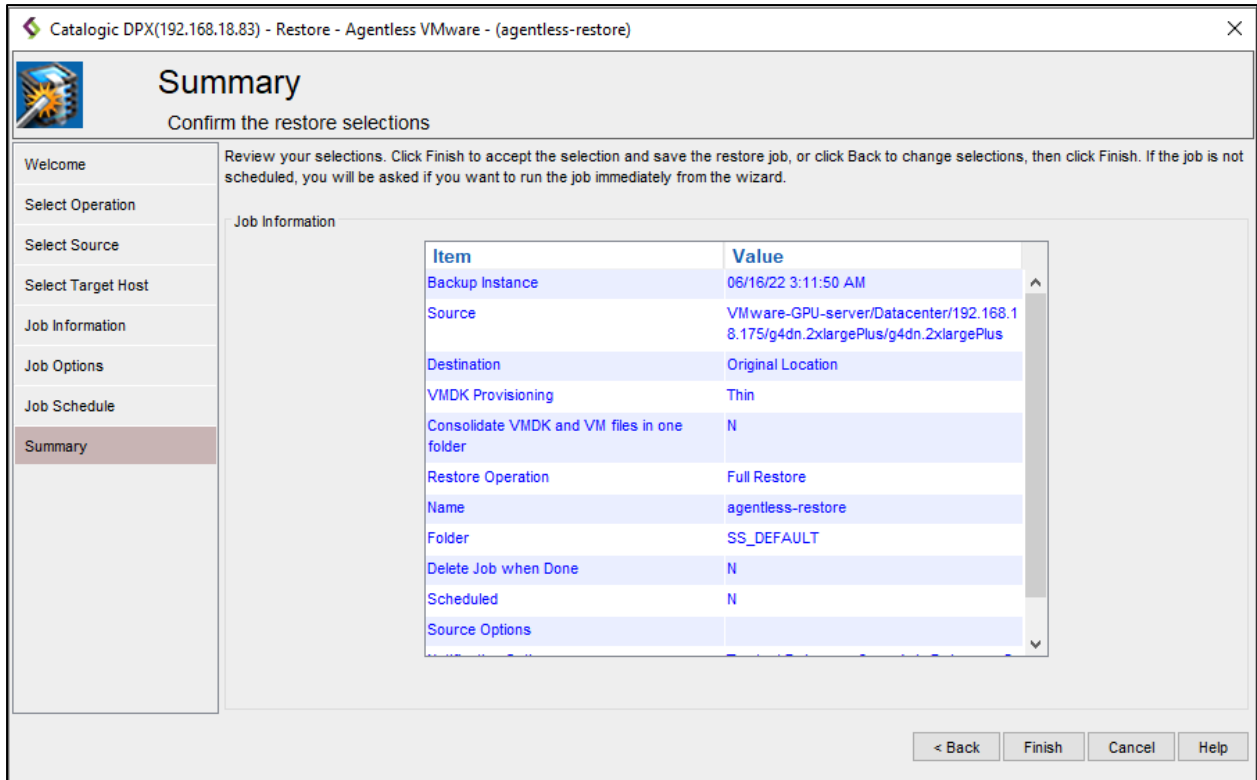 Catalogic DPX(192.168.18.83) - Restore - Agentless VMware - (agentless-restore)
Summary
Confirm the restore selections
Welcome
Select Operation
Select Source
Select Target Host
Job Information
Job Options
Job Schedule
Summary
Review your selections. Click Finish to accept the selection and save the restore job, or click Back to change selections, then click Finish. If the job is not
scheduled, you will be asked if you want to run the job immediately from the wizard.
Job Information
Item Value
Backup Instance 06/16/22 3:11:50 AM
Source VMware-GPU-server/Datacenter/192.168.1
8.175/g4dn.2xlargePlus/g4dn.2xlargePlus
Destination Original Location
VMDK Provisioning Thin
Consolidate VMDK and VM files in one N
folder
Restore Operation Full Restore
Name agentless-restore
Folder SS_DEFAULT
Delete Job when Done N
Scheduled N
Source Options
< Back Finish Cancel Help